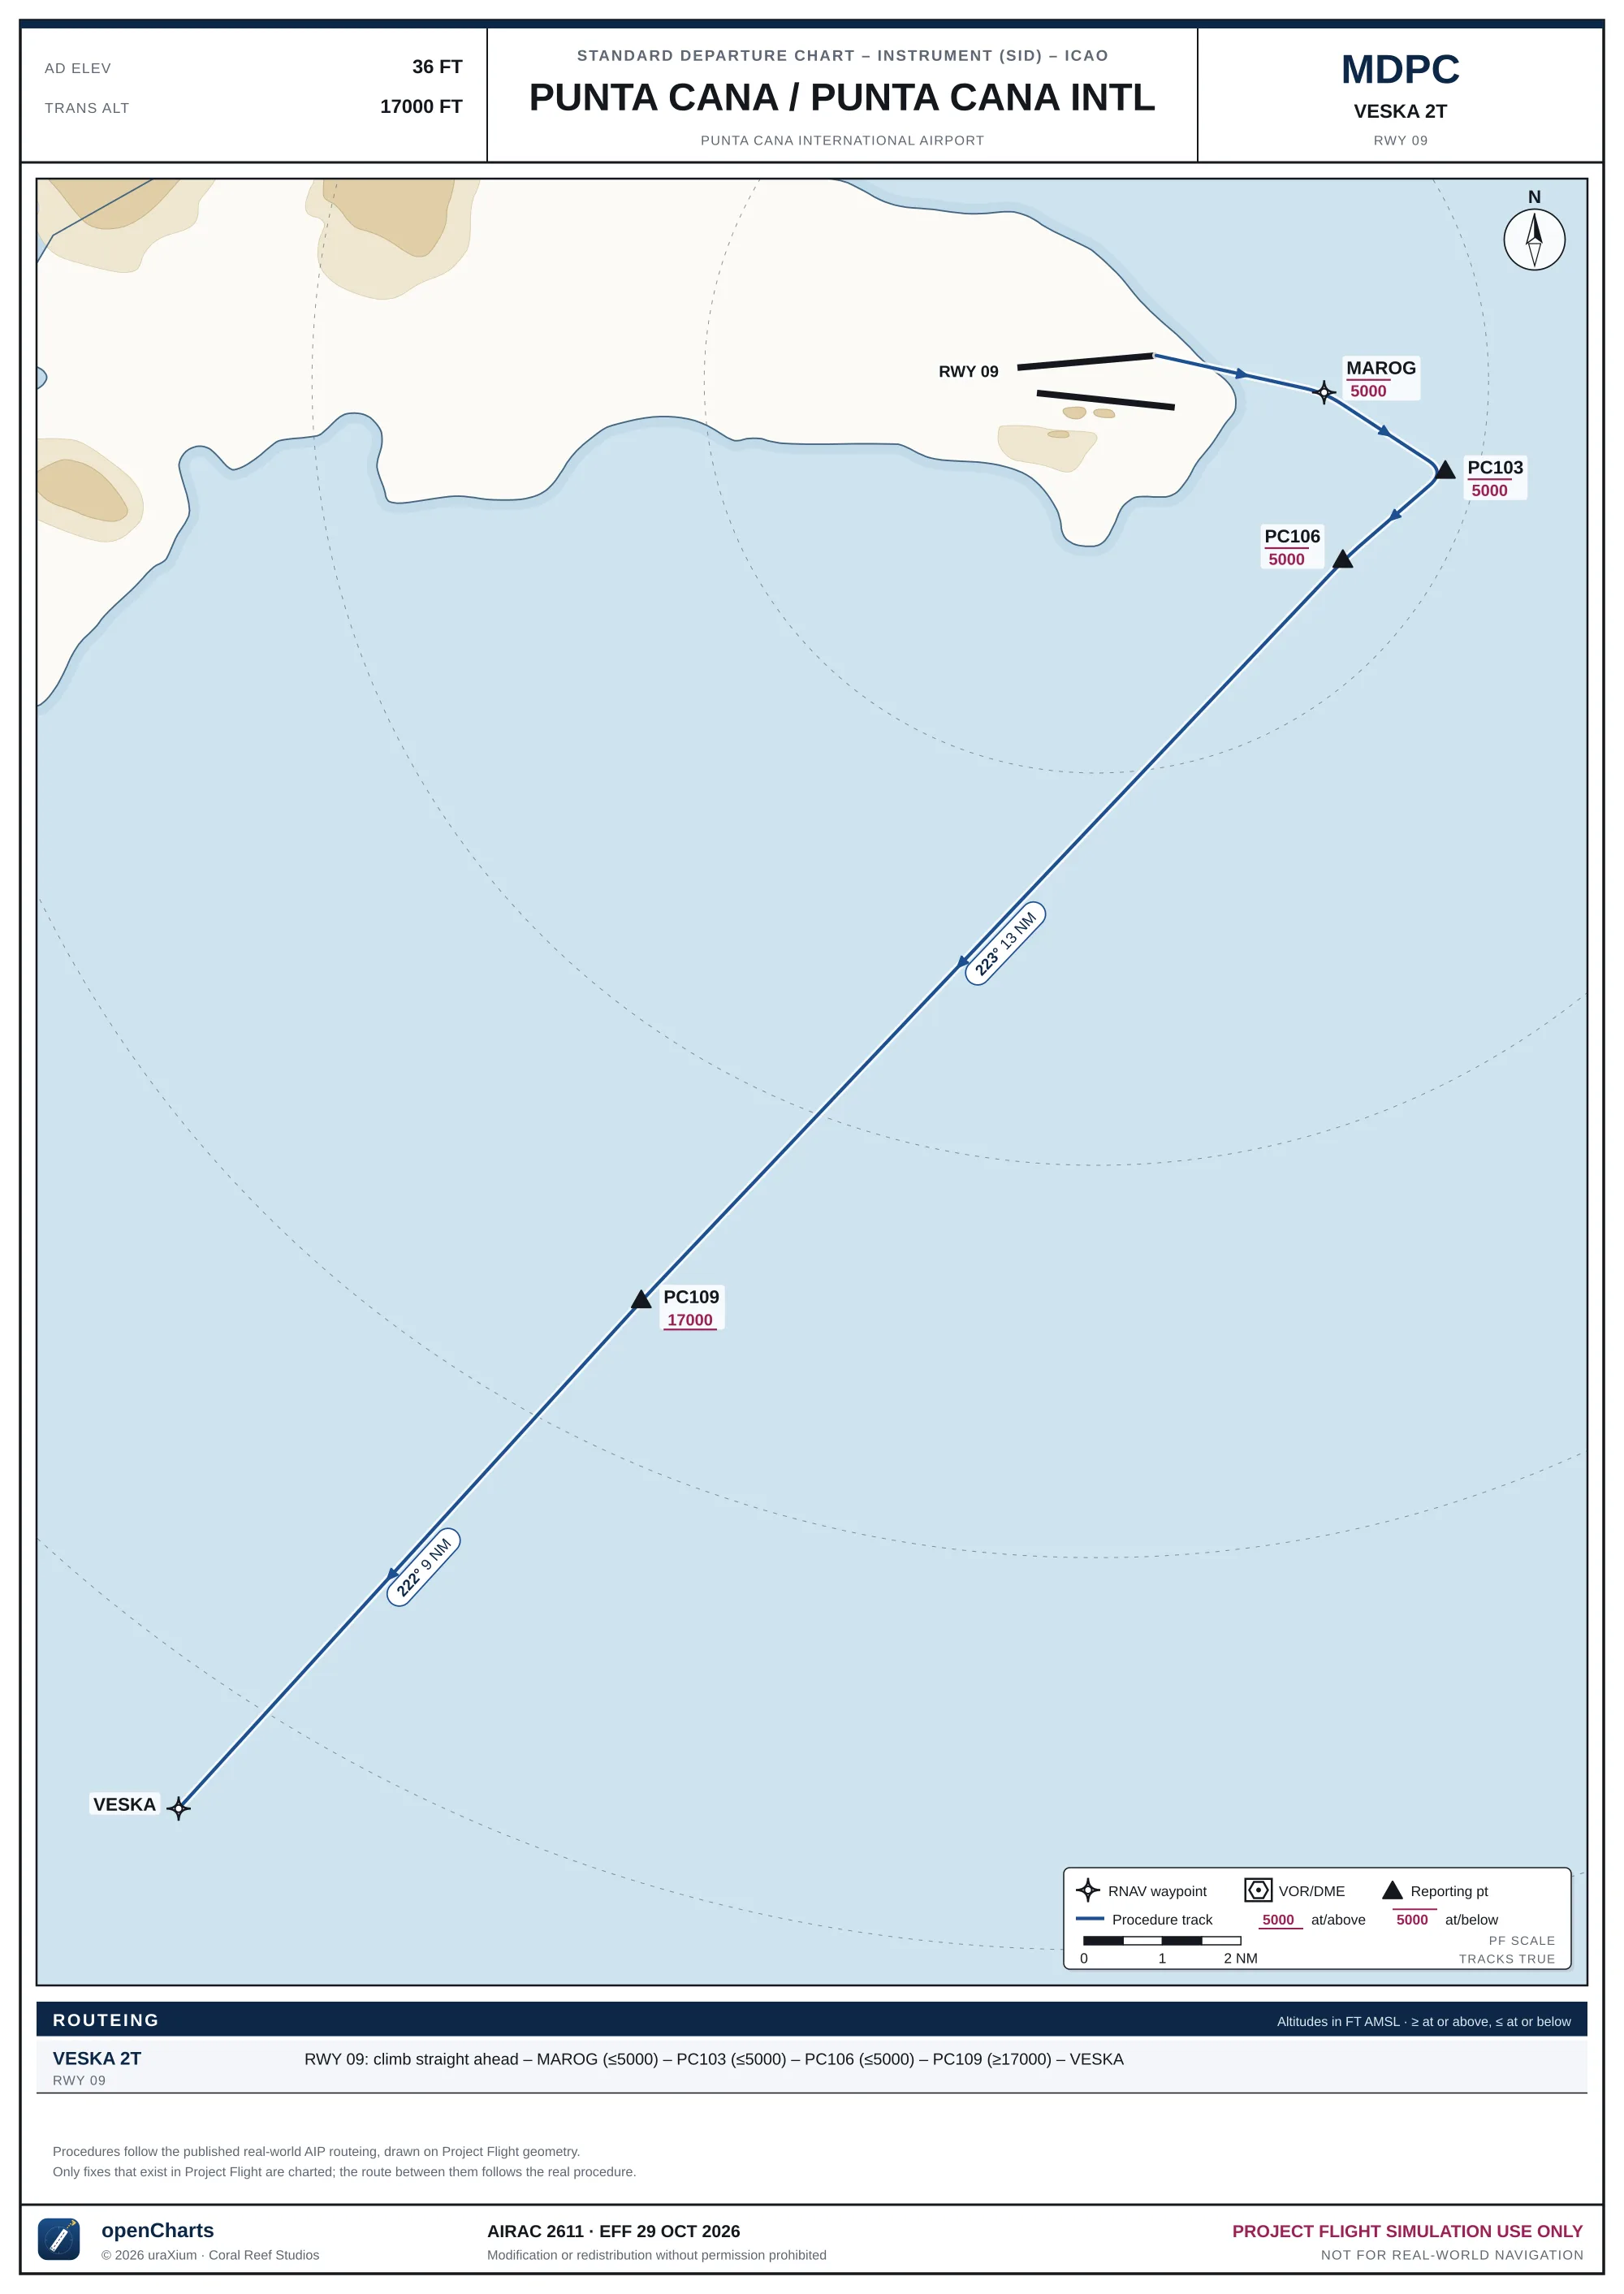 AD ELEV 36 FT
TRANS ALT 17000 FT
STANDARD DEPARTURE CHART – INSTRUMENT (SID) – ICAO
PUNTA CANA / PUNTA CANA INTL
PUNTA CANA INTERNATIONAL AIRPORT
MDPC
VESKA 2T
RWY 09
N
RWY 09
MAROG
5000
PC103
5000
PC106
5000
223° 13 NM
PC109
17000
222° 9 NM
VESKA
RNAV waypoint VOR/DME Reporting pt
Procedure track 5000 at/above 5000 at/below
PF SCALE
0 1 2 NM TRACKS TRUE
ROUTEING Altitudes in FT AMSL · ≥ at or above, ≤ at or below
VESKA 2T RWY 09: climb straight ahead – MAROG (≤5000) – PC103 (≤5000) – PC106 (≤5000) – PC109 (≥17000) – VESKA
RWY 09
Procedures follow the published real-world AIP routeing, drawn on Project Flight geometry.
Only fixes that exist in Project Flight are charted; the route between them follows the real procedure.
openCharts AIRAC 2611 · EFF 29 OCT 2026 PROJECT FLIGHT SIMULATION USE ONLY
© 2026 uraXium · Coral Reef Studios Modification or redistribution without permission prohibited NOT FOR REAL-WORLD NAVIGATION